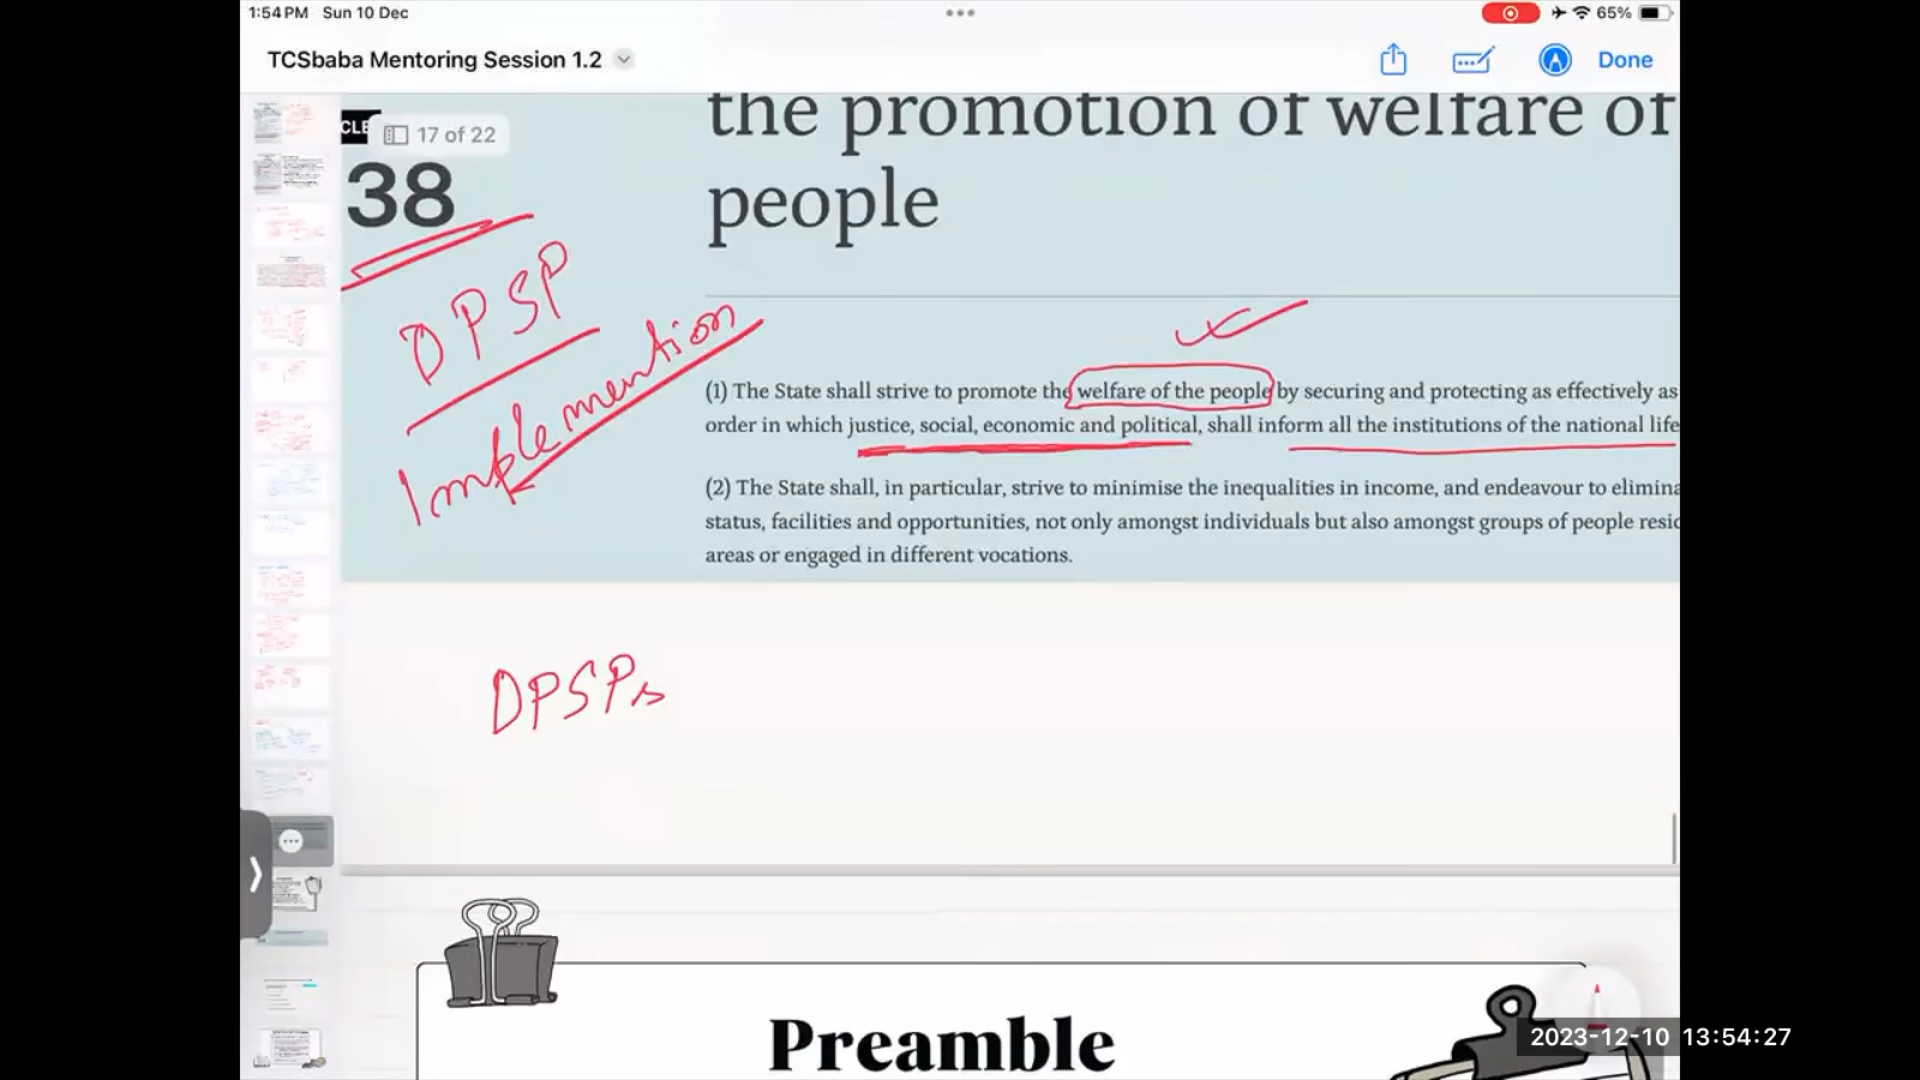 1:54 PM Sun 10 Dec
65%
TCSbaba Mentoring Session 1.2
Done
the promotion of welfare of
people
CLE
17 of 22
38
DPSP
Implemention
(1) The State shall strive to promote the welfare of the people by securing and protecting as effectively as
order in which justice, social, economic and political, shall inform all the institutions of the national life
(2) The State shall, in particular, strive to minimise the inequalities in income, and endeavour to elimina
status, facilities and opportunities, not only amongst individuals but also amongst groups of people resid
areas or engaged in different vocations.
DPSPs
Preamble
2023-12-10 13:54:27